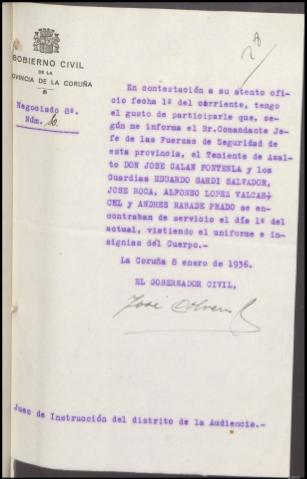 GOBIERNO CIVIL
DE LA
PROVINCIA DE LA CORUÑA
Negociado 8º.
Núm.
En contestación a su atento ofi-
cio fecha 1º del corriente, tengo
el gusto de participarle que, se-
gún me informa el Sr.Comandante Je-
fe de las Fuerzas de Seguridad de
esta provincia, el Teniente de Asal-
to DON JOSE GALAN FONTENLA y los
Guardias EDUARDO SARDI SALVADOR,
JOSE ROCA, ALFONSO LOPEZ VALCAR-
CEL y ANDRES RABADE PRADO se en-
contraban de servicio el día 1º del
actual, vistiendo el uniforme e in-
signias del Cuerpo.-
La Coruña 8 enero de 1936.
EL GOBERNADOR CIVIL,
José
Juez de Instrucción del distrito de la Audiencia.-